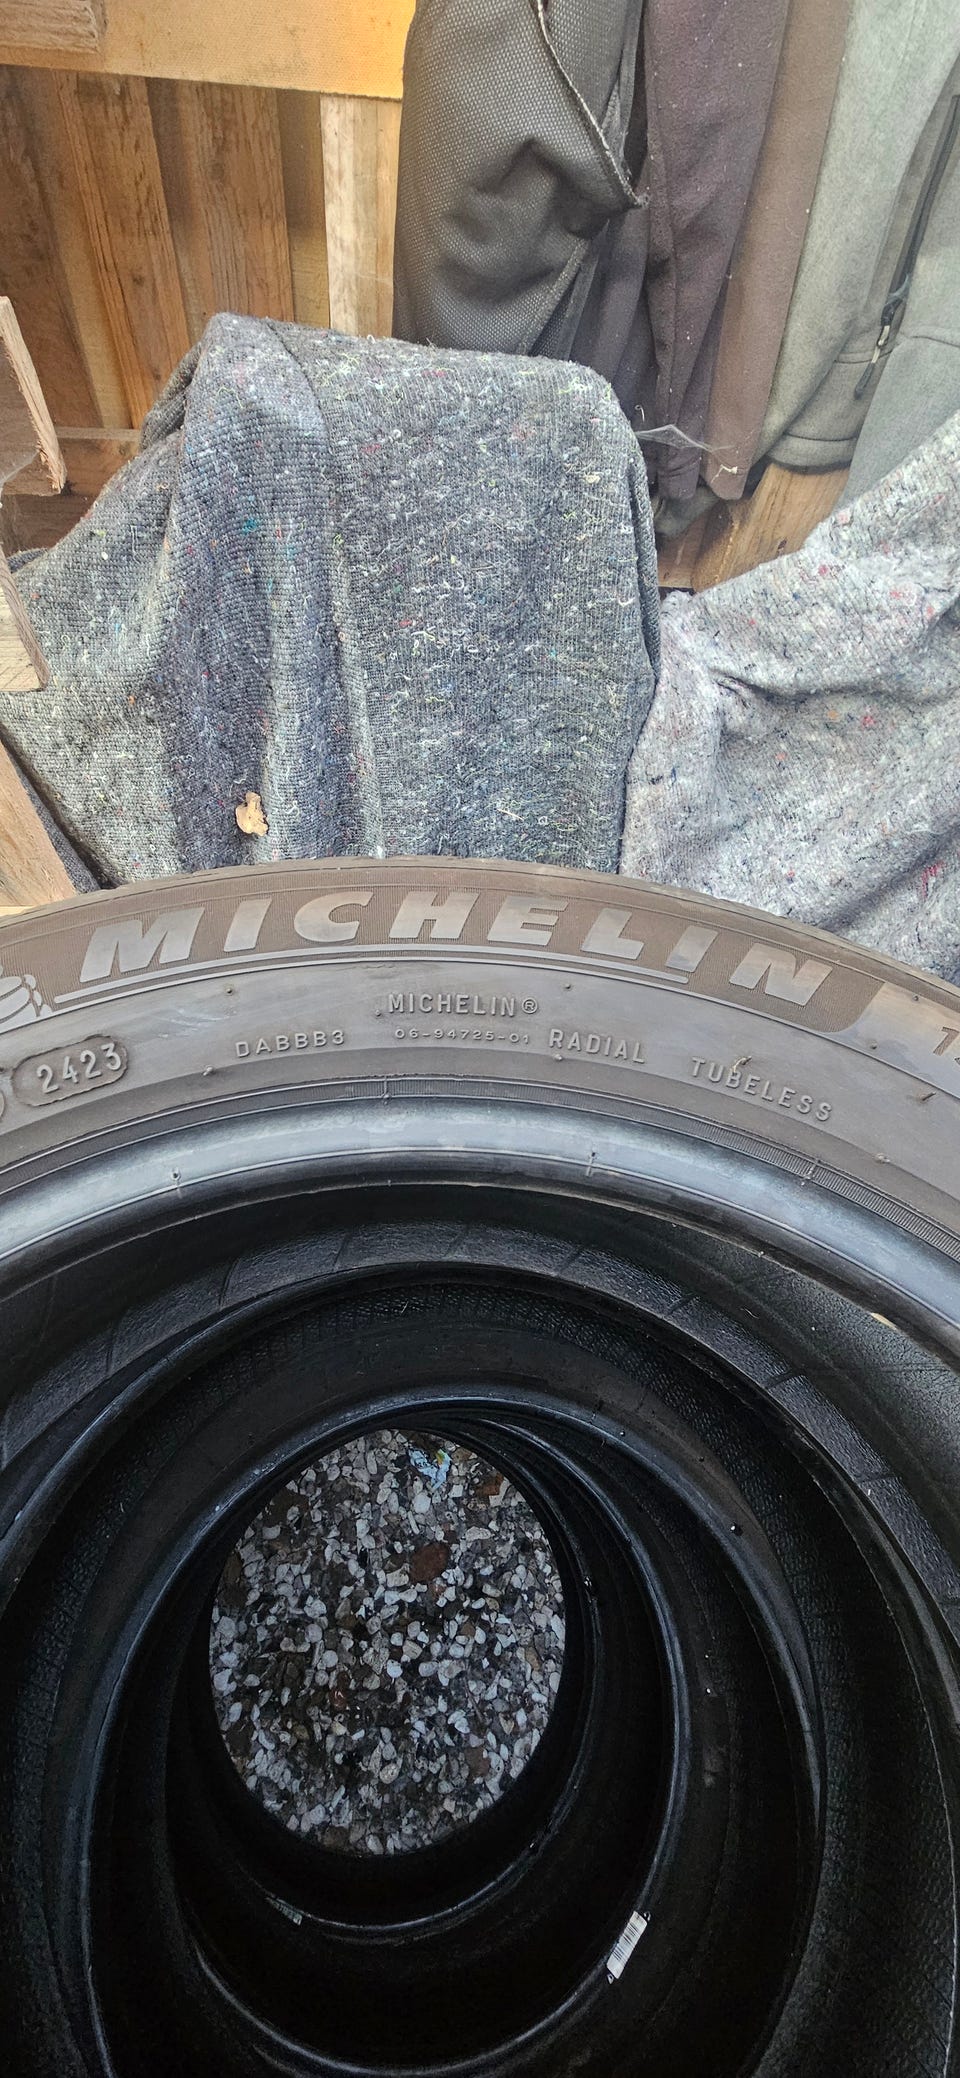 MICHELIN
MICHELIN®
2423
DABBB3 06-94725-01 RADIAL TUBELESS